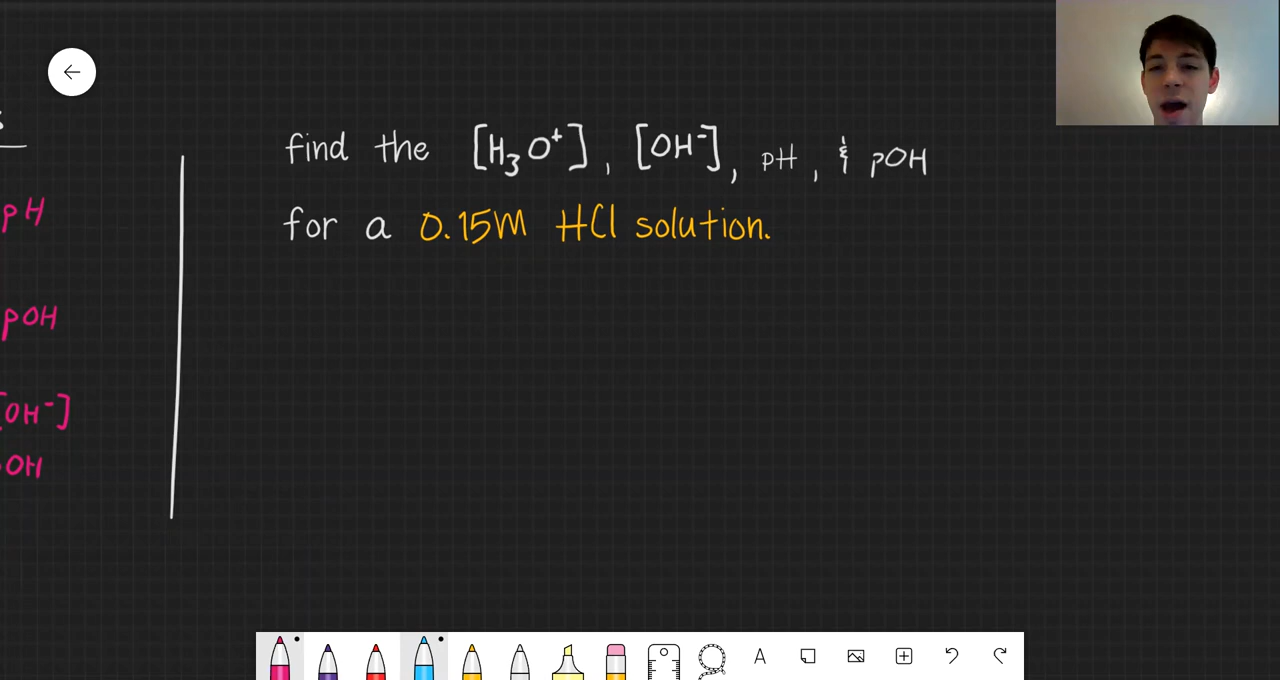 find the [H₃O⁺], [OH⁻], pH, & pOH
for a 0.15M HCl solution.
pH
pOH
[OH⁻]
OH
A